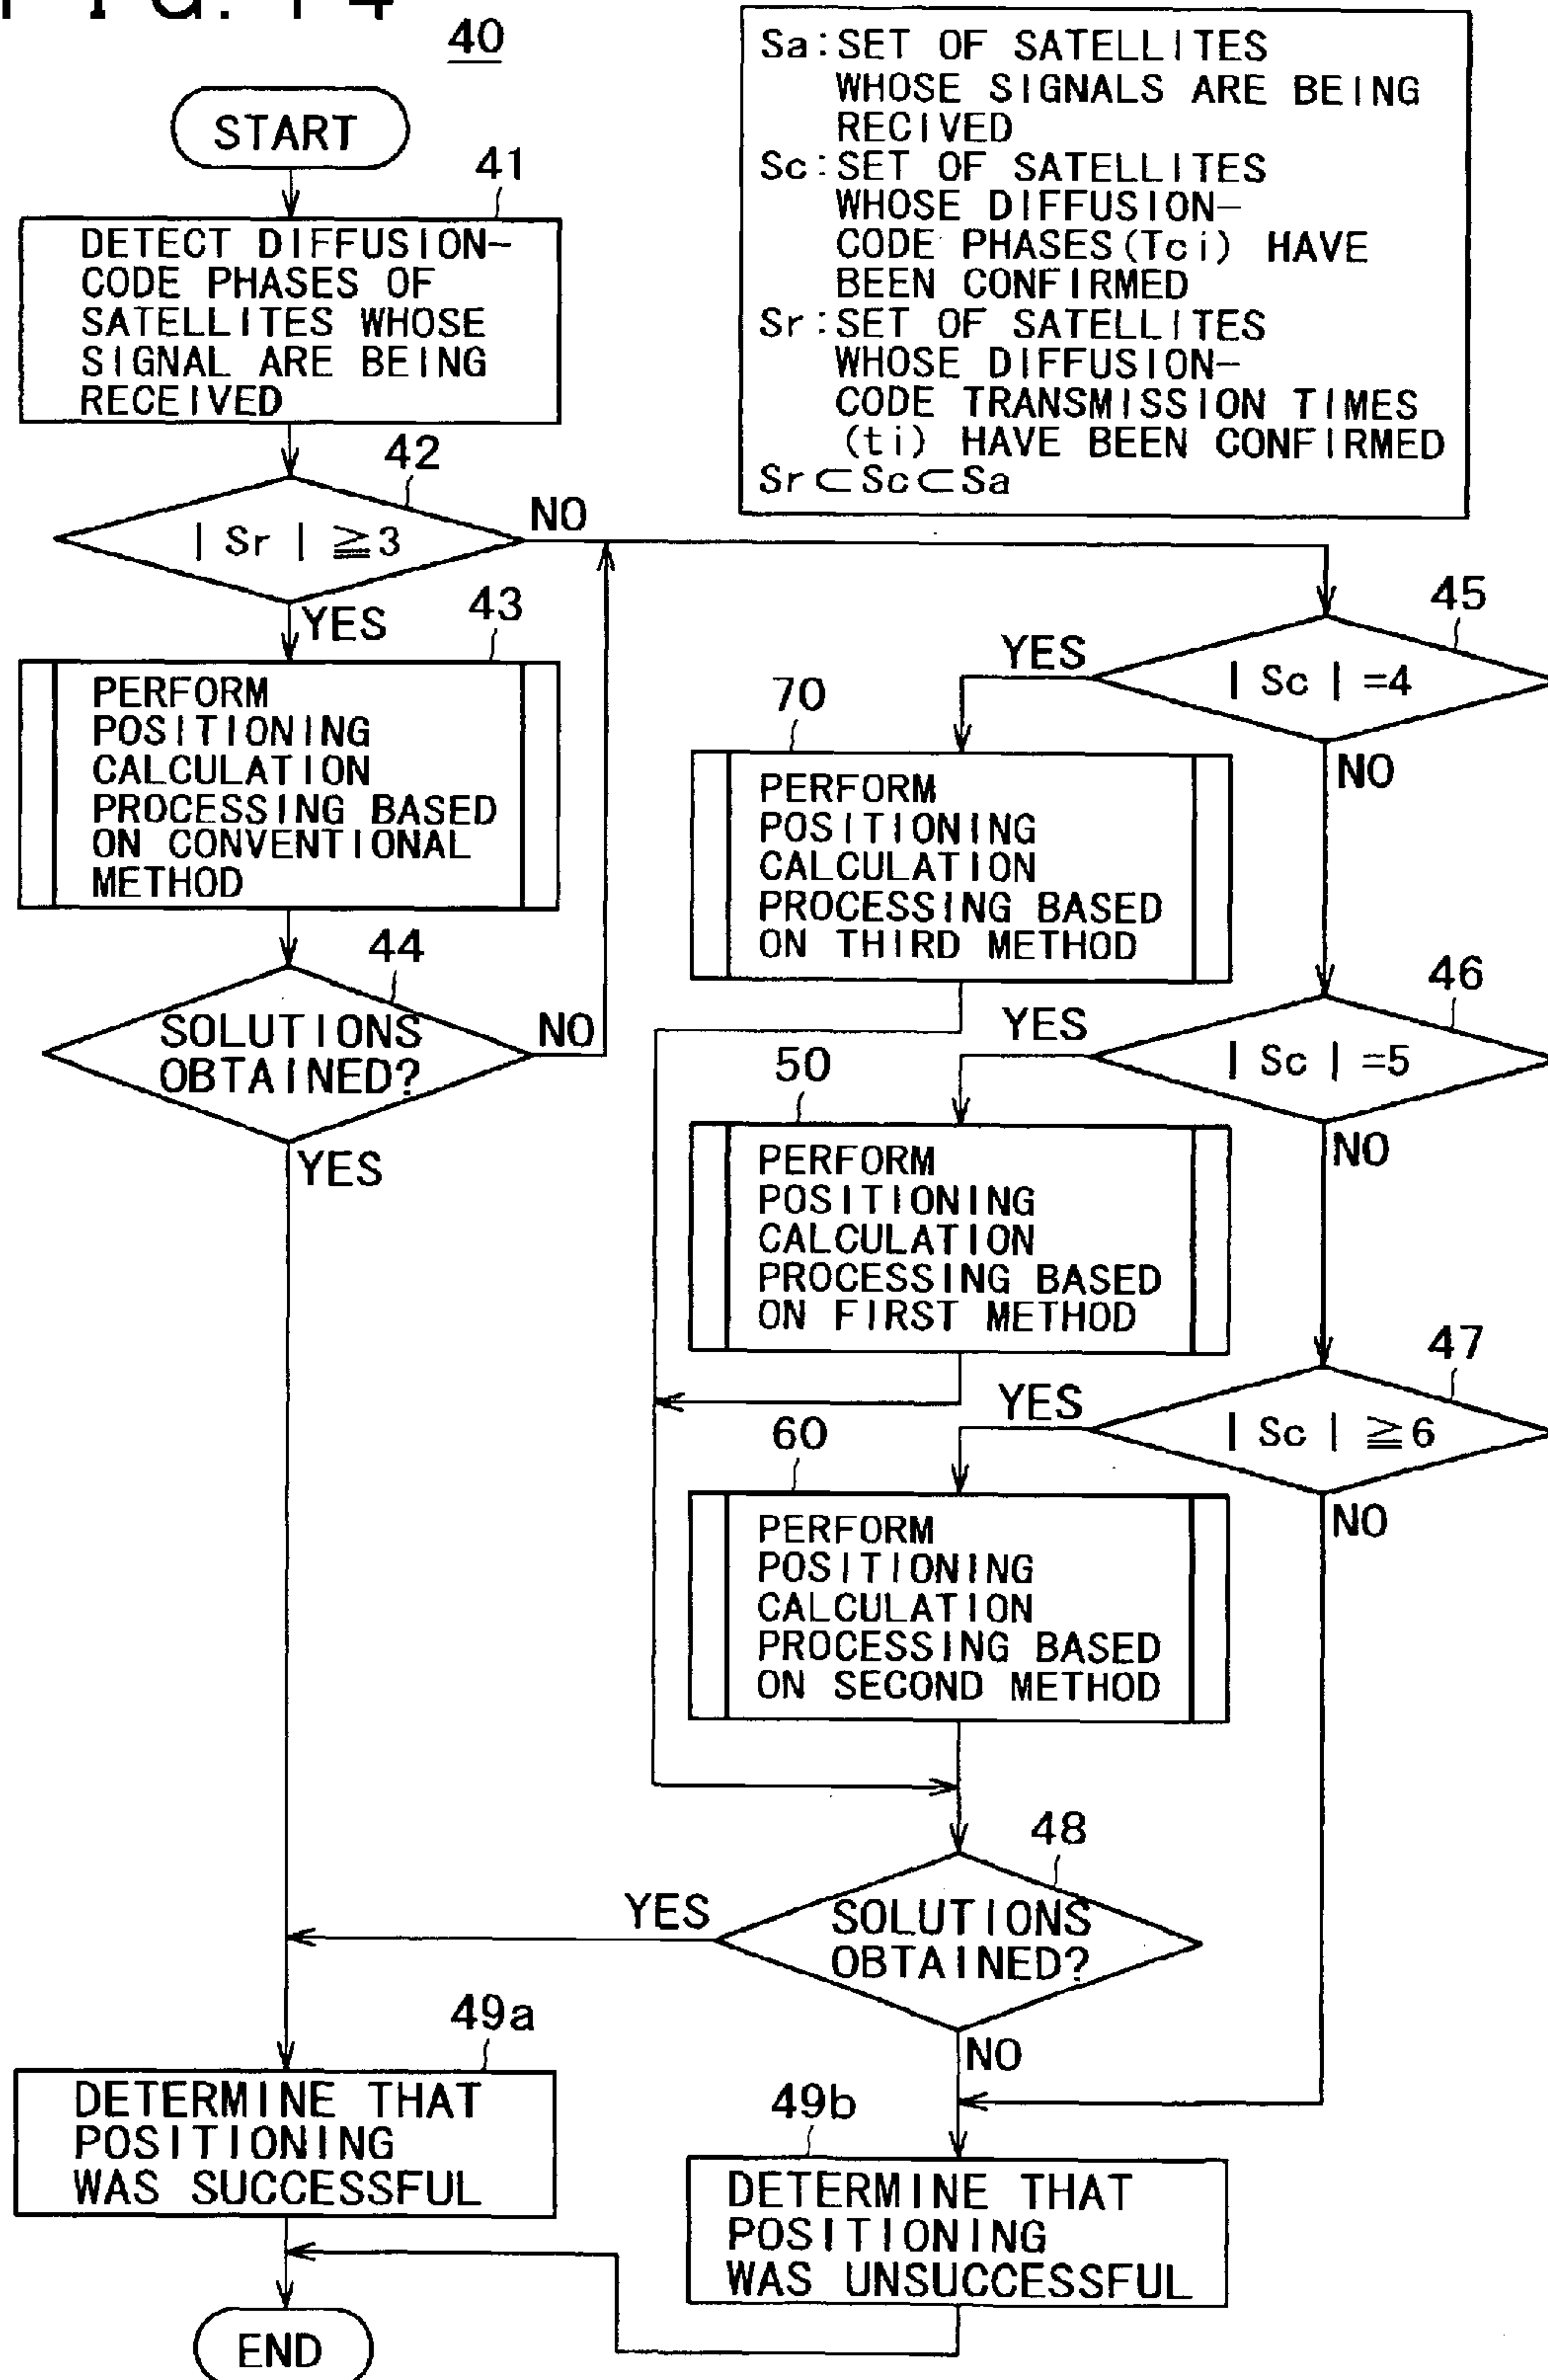 FIG. 14
40
START
41
DETECT DIFFUSION-
CODE PHASES OF
SATELLITES WHOSE
SIGNAL ARE BEING
RECEIVED
Sa:SET OF SATELLITES
WHOSE SIGNALS ARE BEING
RECIVED
Sc:SET OF SATELLITES
WHOSE DIFFUSION-
CODE PHASES(Tci) HAVE
BEEN CONFIRMED
Sr:SET OF SATELLITES
WHOSE DIFFUSION-
CODE TRANSMISSION TIMES
(ti) HAVE BEEN CONFIRMED
Sr⊂Sc⊂Sa
42
| Sr | ≧3
NO
YES
43
PERFORM
POSITIONING
CALCULATION
PROCESSING BASED
ON CONVENTIONAL
METHOD
44
SOLUTIONS
OBTAINED?
NO
YES
45
| Sc | =4
YES
NO
70
PERFORM
POSITIONING
CALCULATION
PROCESSING BASED
ON THIRD METHOD
46
| Sc | =5
YES
NO
50
PERFORM
POSITIONING
CALCULATION
PROCESSING BASED
ON FIRST METHOD
47
| Sc | ≧6
YES
NO
60
PERFORM
POSITIONING
CALCULATION
PROCESSING BASED
ON SECOND METHOD
48
SOLUTIONS
OBTAINED?
YES
NO
49a
DETERMINE THAT
POSITIONING
WAS SUCCESSFUL
49b
DETERMINE THAT
POSITIONING
WAS UNSUCCESSFUL
END